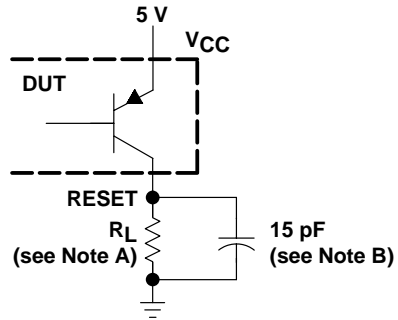 5 V
VCC
DUT
RESET
RL
(see Note A)
15 pF
(see Note B)